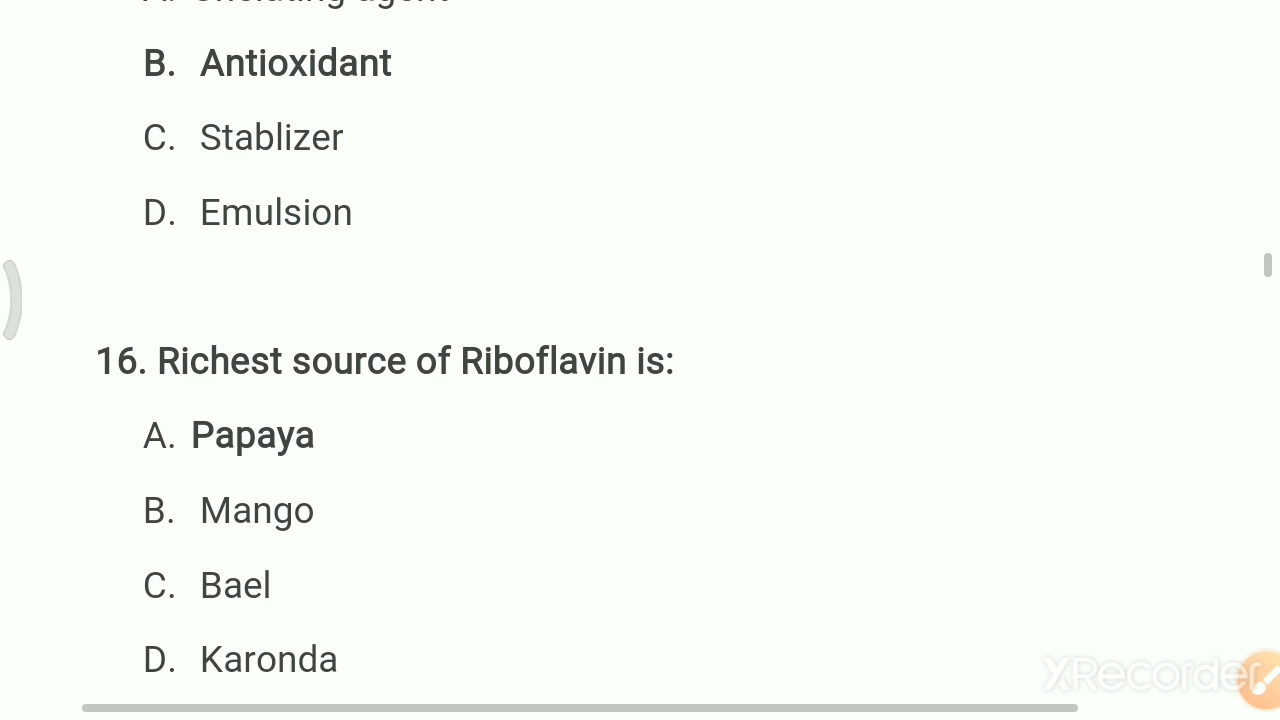 B. Antioxidant
C. Stablizer
D. Emulsion
16. Richest source of Riboflavin is:
A. Papaya
B. Mango
C. Bael
D. Karonda
XRecorder